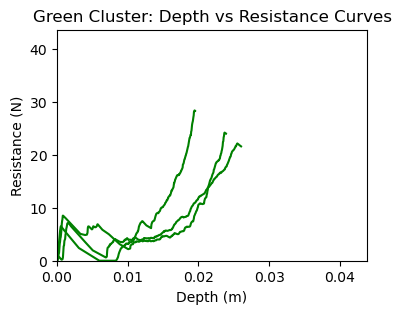 Green Cluster: Depth vs Resistance Curves
40
30
20
10
0
Resistance (N)
0.00 0.01 0.02 0.03 0.04
Depth (m)